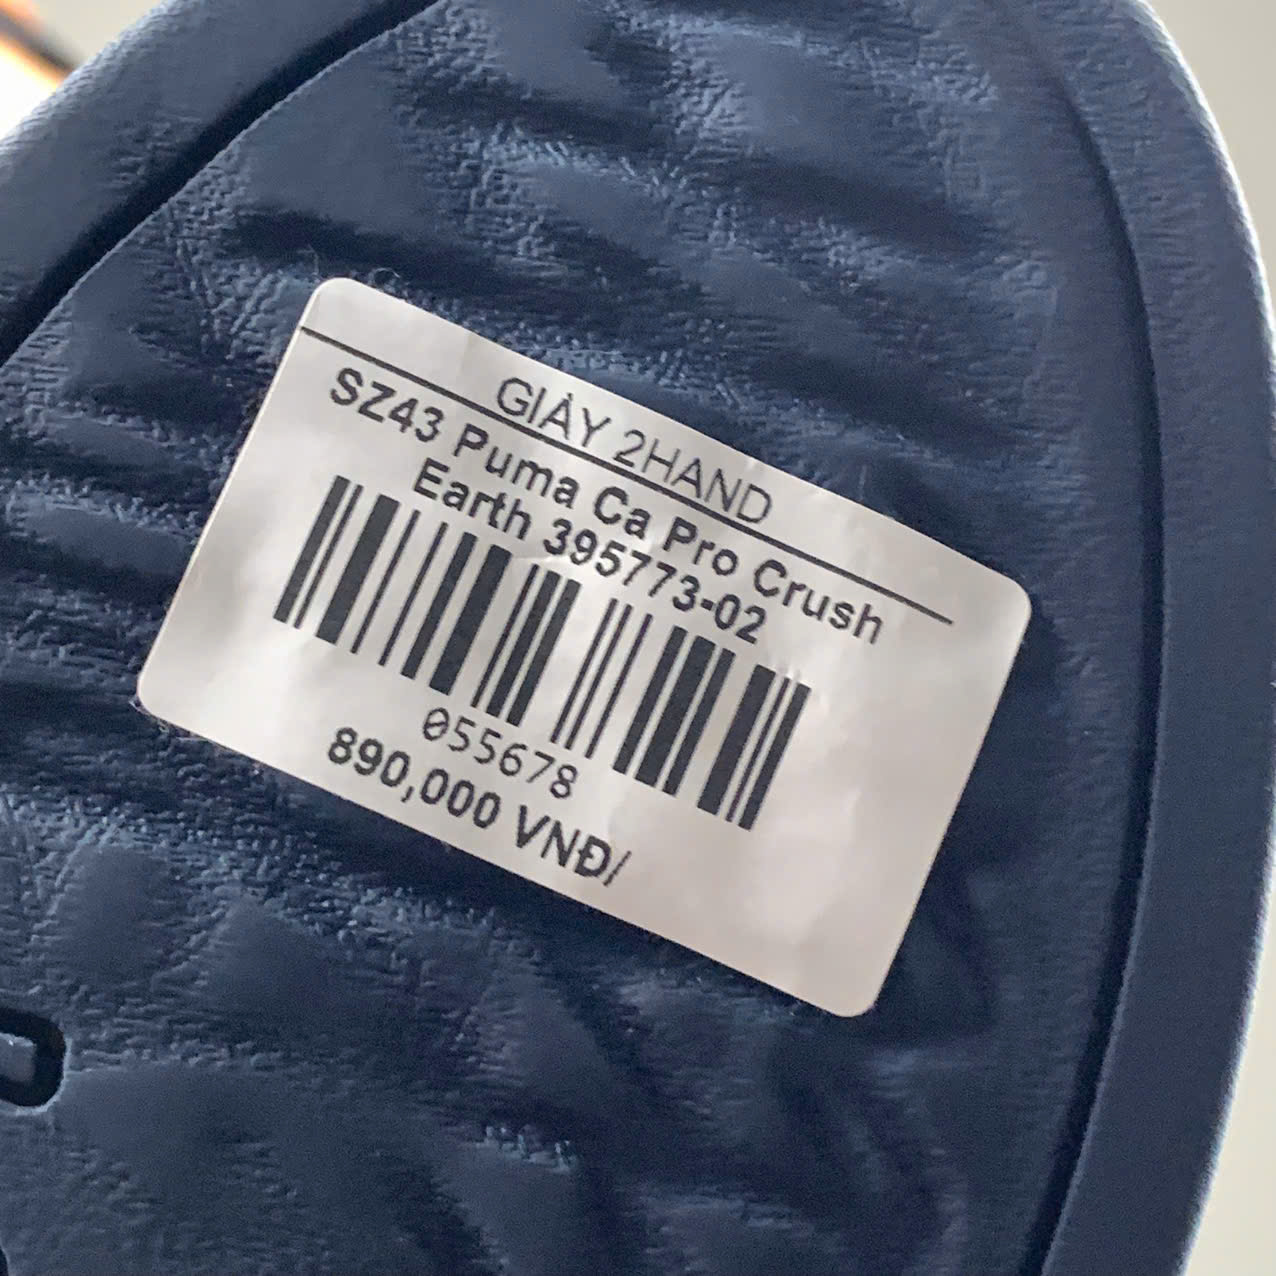 GIÀY 2HAND
SZ43 Puma Ca Pro Crush
Earth 395773-02
055678
890,000 VNĐ/